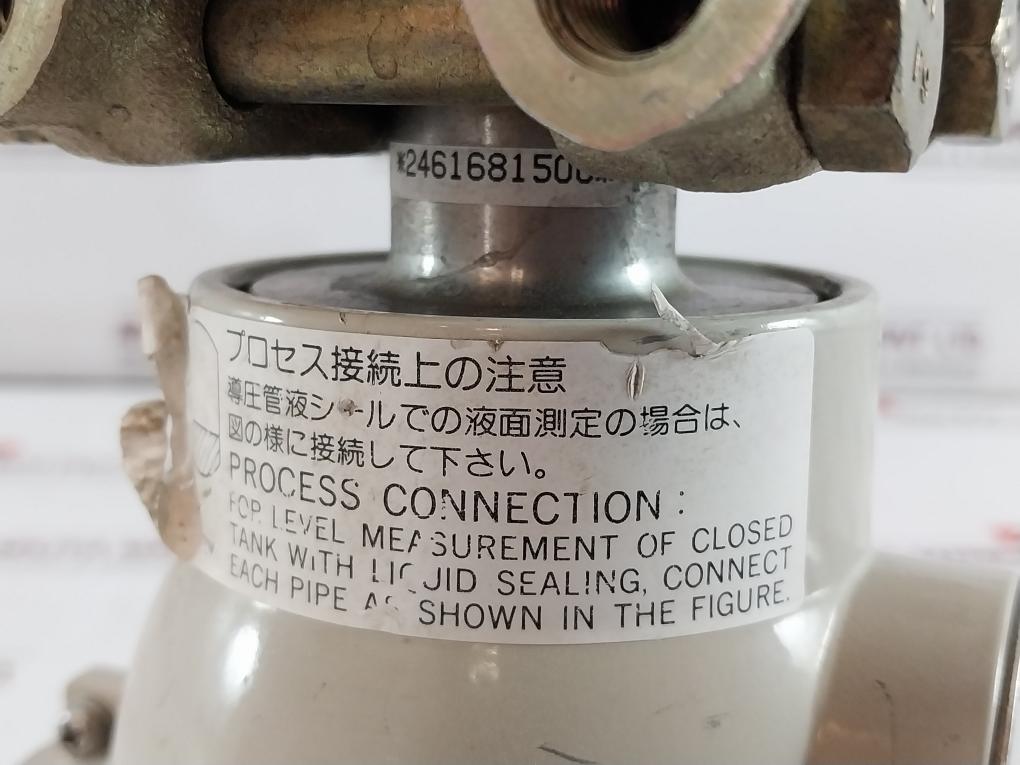 *2461681500
プロセス接続上の注意
導圧管液シールでの液面測定の場合は、
図の様に接続して下さい。
PROCESS CONNECTION:
FOR LEVEL MEASUREMENT OF CLOSED
TANK WITH LIQUID SEALING, CONNECT
EACH PIPE AS SHOWN IN THE FIGURE.